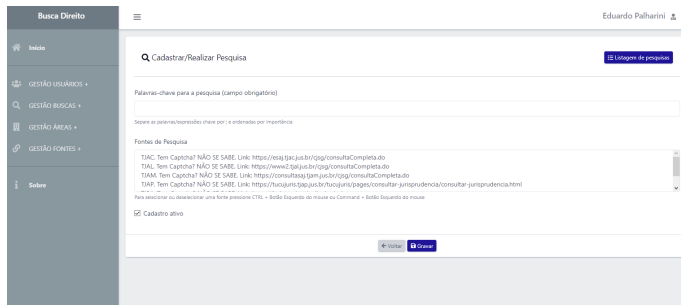 Busca Direito
Eduardo Palharini
Início
GESTÃO USUÁRIOS +
GESTÃO BUSCAS +
GESTÃO ÁREAS +
GESTÃO FONTES +
Sobre
Cadastrar/Realizar Pesquisa
Listagem de pesquisas
Palavras-chave para a pesquisa (campo obrigatório)
Separe as palavras/expressões chave por ; e ordenadas por importância.
Fontes de Pesquisa
TJAC. Tem Captcha? NÃO SE SABE. Link: https://esaj.tjac.jus.br/cjsg/consultaCompleta.do
TJAL. Tem Captcha? NÃO SE SABE. Link: https://www2.tjal.jus.br/cjsg/consultaCompleta.do
TJAM. Tem Captcha? NÃO SE SABE. Link: https://consultasaj.tjam.jus.br/cjsg/consultaCompleta.do
TJAP. Tem Captcha? NÃO SE SABE. Link: https://tucujuris.tjap.jus.br/tucujuris/pages/consultar-jurisprudencia/consultar-jurisprudencia.html
Para selecionar ou deselecionar uma fonte pressione CTRL + Botão Esquerdo do mouse ou Command + Botão Esquerdo do mouse
Cadastro ativo
Voltar
Gravar